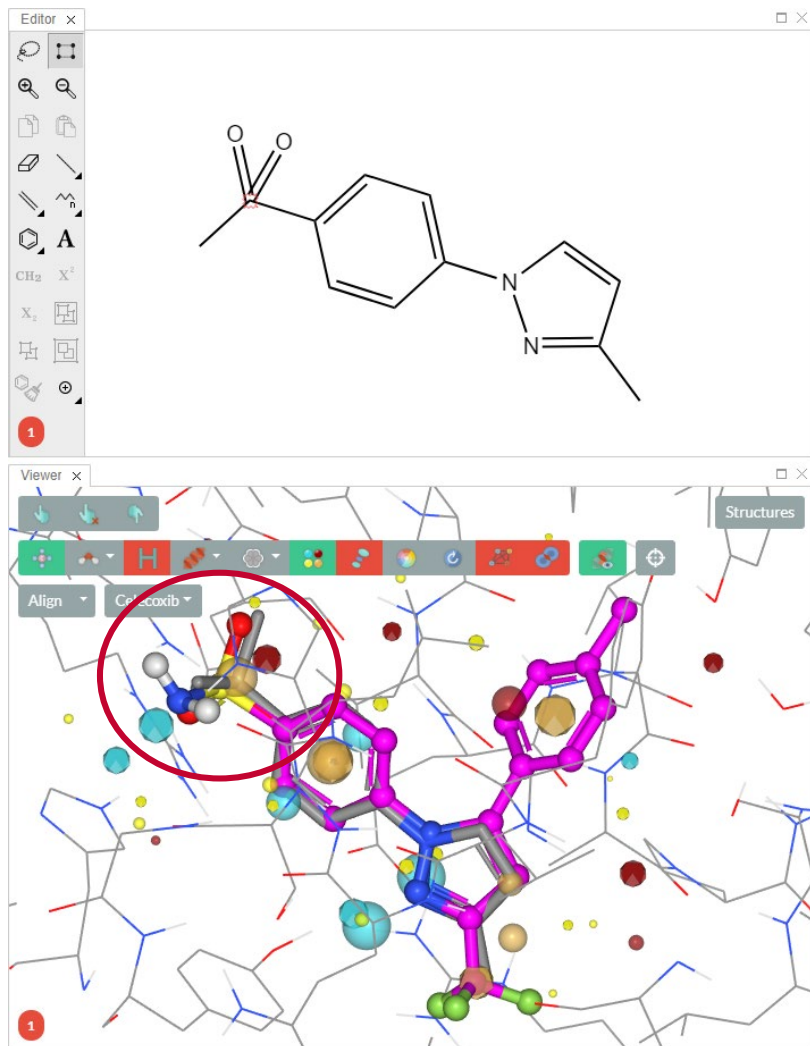 Editor ×
O
O
A
CH2 X²
X₂
N
N
1
Viewer ×
Structures
H
Align
Celecoxib
1